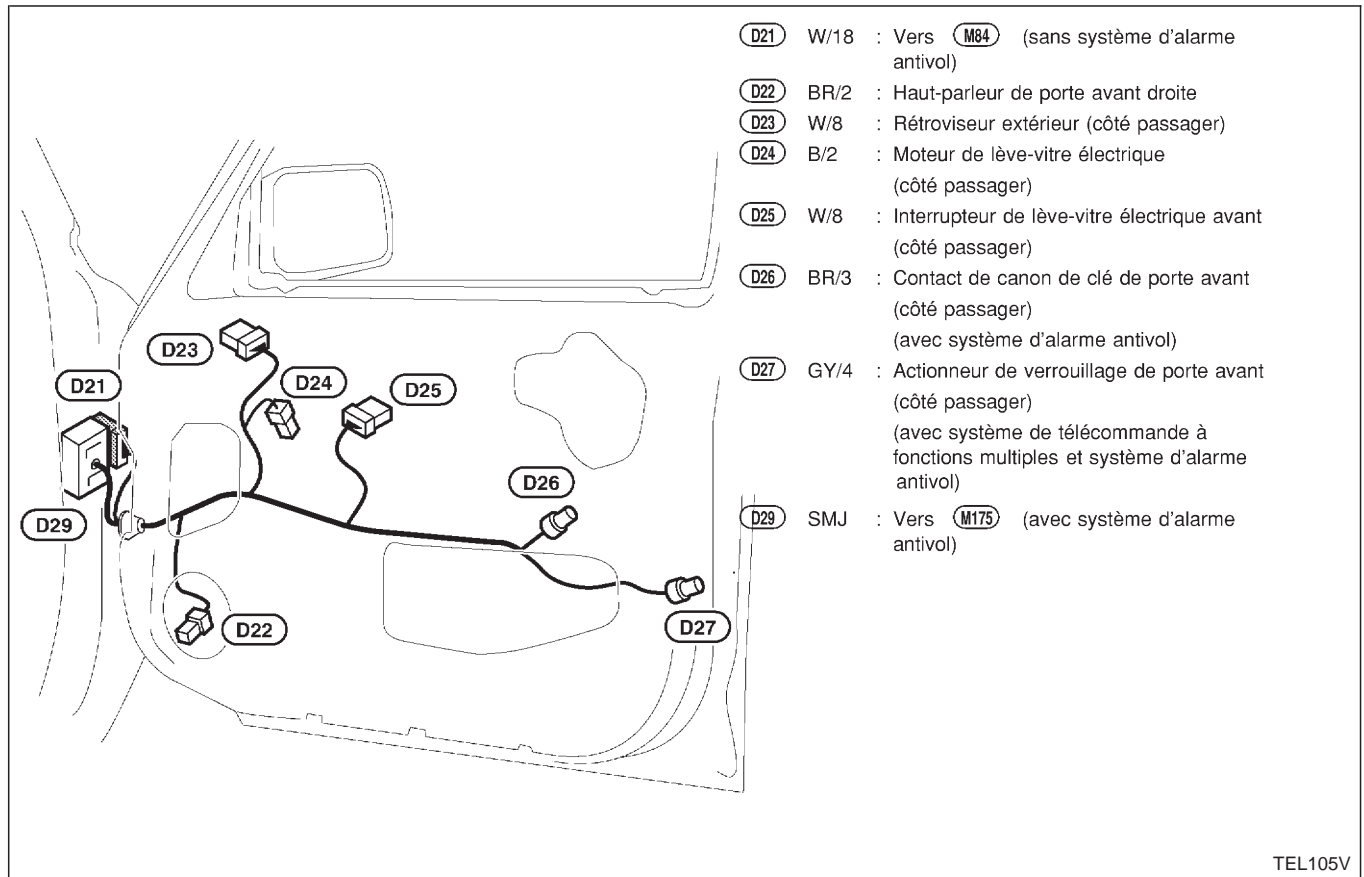 D21 W/18 : Vers M84 (sans système d'alarme
antivol)
D22 BR/2 : Haut-parleur de porte avant droite
D23 W/8 : Rétroviseur extérieur (côté passager)
D24 B/2 : Moteur de lève-vitre électrique
(côté passager)
D25 W/8 : Interrupteur de lève-vitre électrique avant
(côté passager)
D26 BR/3 : Contact de canon de clé de porte avant
(côté passager)
(avec système d'alarme antivol)
D27 GY/4 : Actionneur de verrouillage de porte avant
(côté passager)
(avec système de télécommande à
fonctions multiples et système d'alarme
antivol)
D29 SMJ : Vers M175 (avec système d'alarme
antivol)
D23
D21
D24
D25
D26
D29
D22
D27
TEL105V